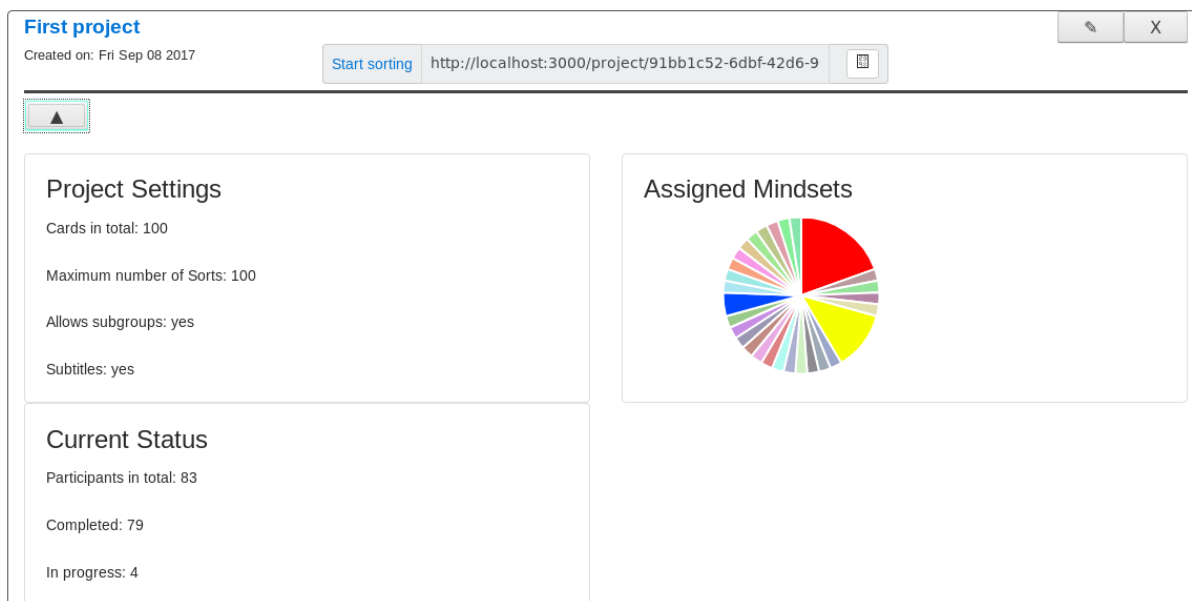 First project
✎ X
Created on: Fri Sep 08 2017
Start sorting http://localhost:3000/project/91bb1c52-6dbf-42d6-9
▲
Project Settings
Cards in total: 100
Maximum number of Sorts: 100
Allows subgroups: yes
Subtitles: yes
Assigned Mindsets
Current Status
Participants in total: 83
Completed: 79
In progress: 4